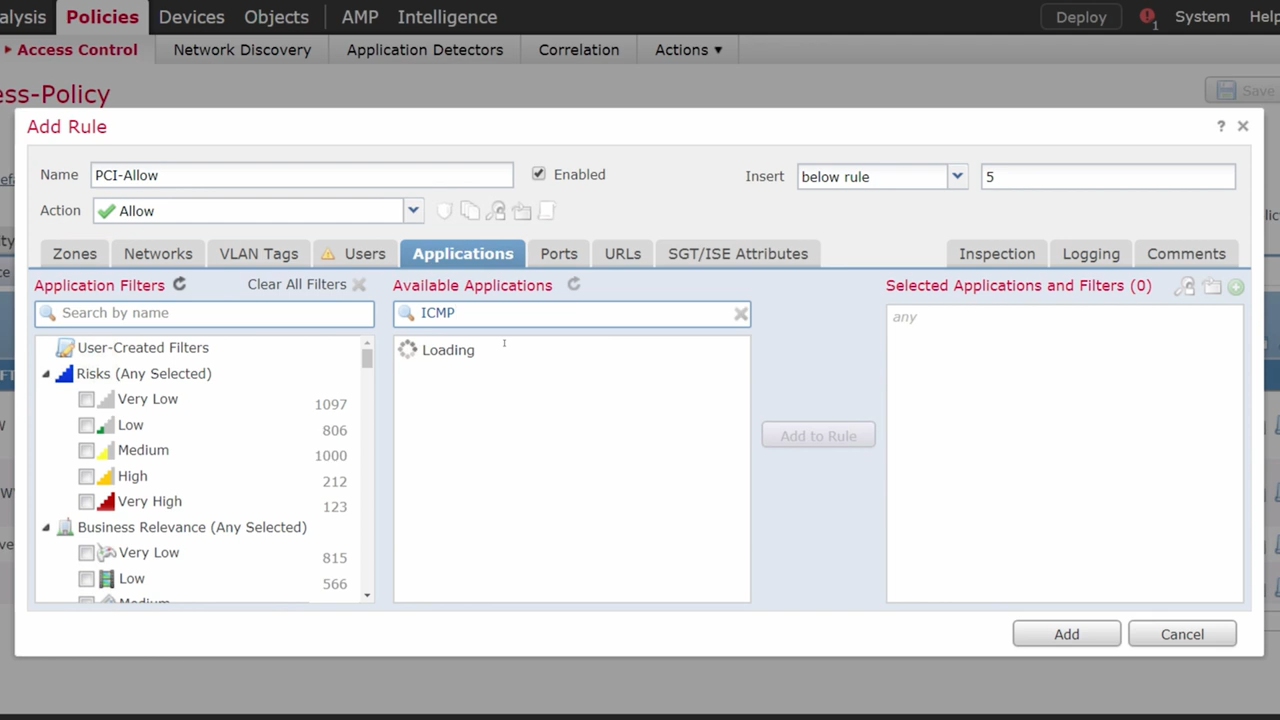 alysis Policies Devices Objects AMP Intelligence Deploy 1 System Help
Access Control Network Discovery Application Detectors Correlation Actions
ess-Policy Save
Add Rule ?
Name PCI-Allow Enabled Insert below rule 5
Action Allow
Zones Networks VLAN Tags Users Applications Ports URLs SGT/ISE Attributes Inspection Logging Comments
Application Filters Clear All Filters Available Applications Selected Applications and Filters (0)
Search by name ICMP any
User-Created Filters Loading
Risks (Any Selected)
Very Low 1097
Low 806
Medium 1000
Add to Rule
High 212
Very High 123
Business Relevance (Any Selected)
Very Low 815
Low 566
Medium
Add Cancel